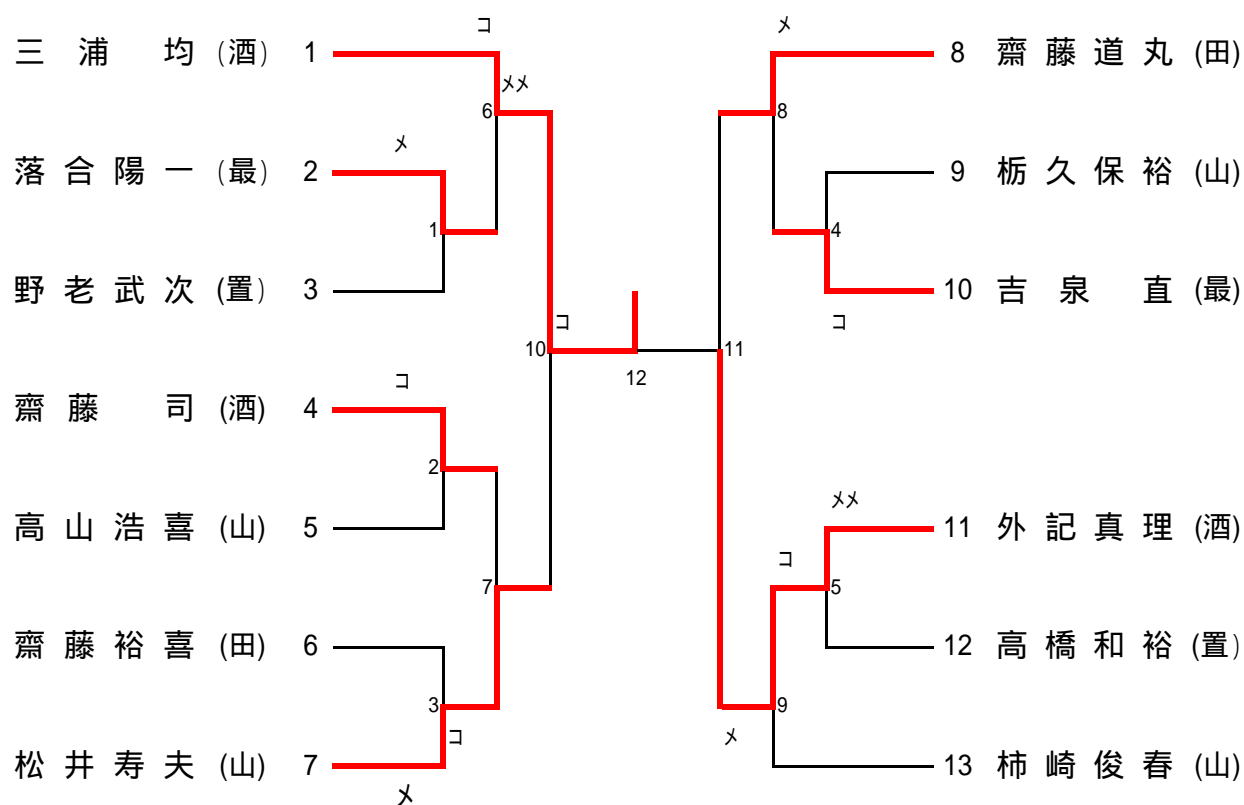 コ
メ
三浦 均 (酒) 1
8 齋藤道丸 (田)
メメ
6
8
メ
落合陽一 (最) 2
9 栃久保裕 (山)
1
4
野老武次 (置) 3
10 吉泉 直 (最)
コ
コ
10
11
12
コ
齋藤 司 (酒) 4
2
メメ
高山浩喜 (山) 5
11 外記真理 (酒)
コ
7
5
齋藤裕喜 (田) 6
12 高橋和裕 (置)
3
9
コ
メ
松井寿夫 (山) 7
13 柿崎俊春 (山)
メ